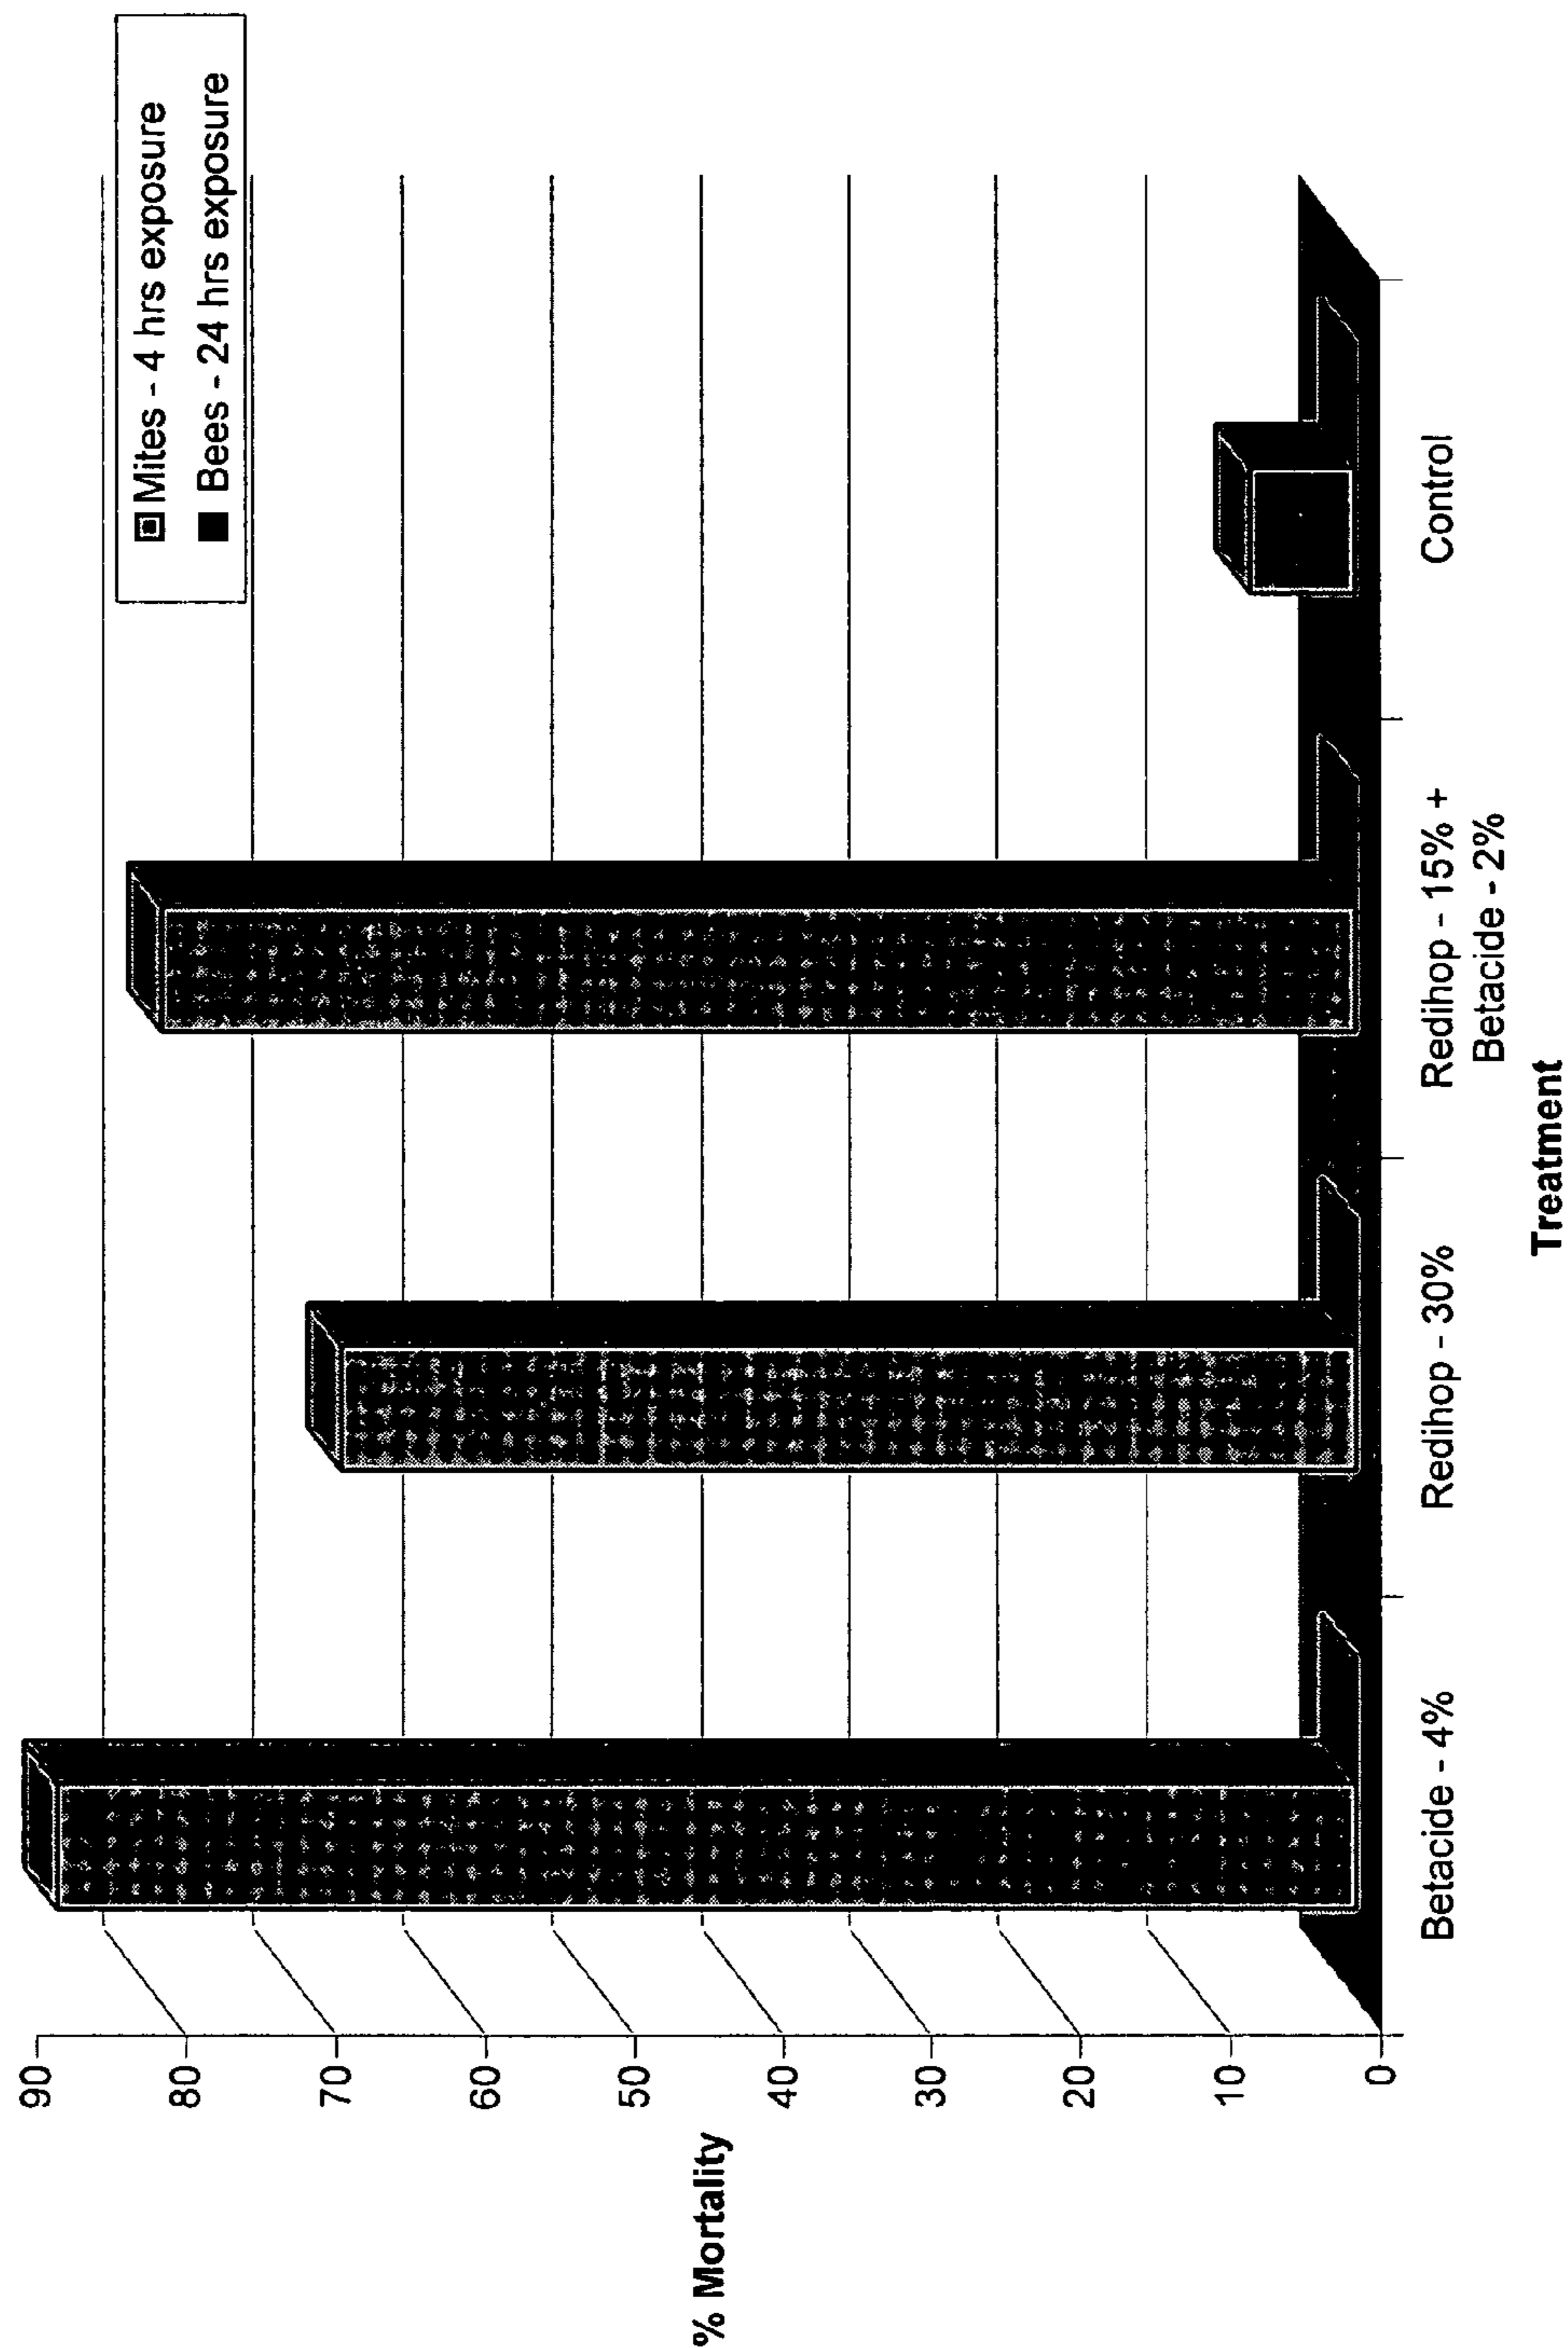 Mites - 4 hrs exposure
Bees - 24 hrs exposure
% Mortality
90
80
70
60
50
40
30
20
10
0
Betacide - 4%
Redihop - 30%
Redihop - 15% +
Betacide - 2%
Control
Treatment